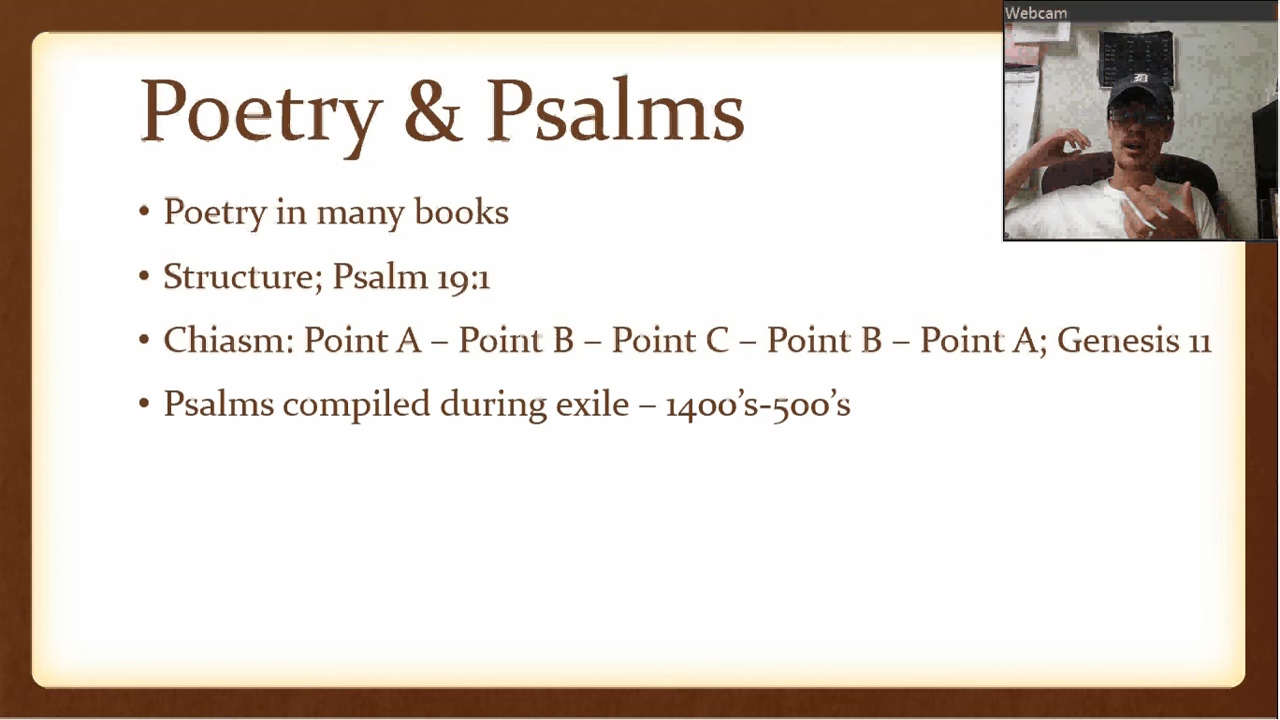 Webcam
Poetry & Psalms
• Poetry in many books
• Structure; Psalm 19:1
• Chiasm: Point A – Point B – Point C – Point B – Point A; Genesis 11
• Psalms compiled during exile – 1400’s-500’s